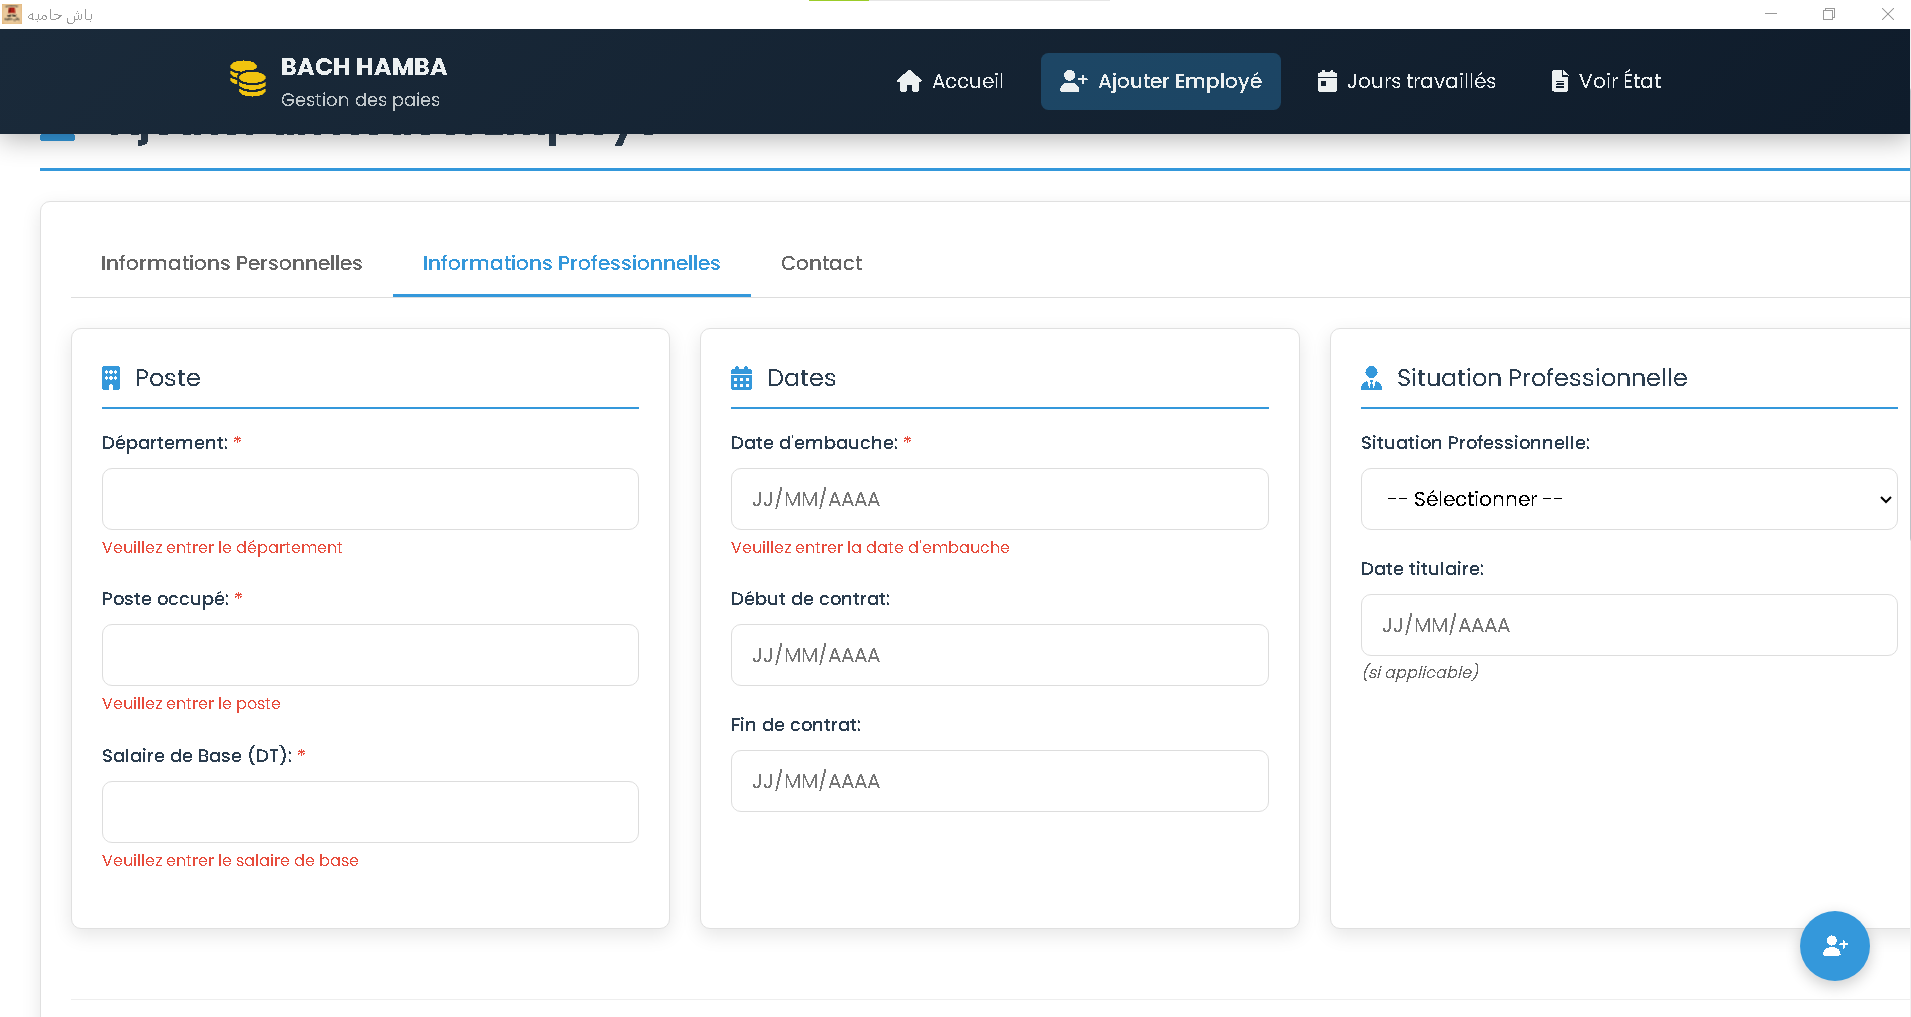 باش حامبه
BACH HAMBA
Gestion des paies
Accueil
Ajouter Employé
Jours travaillés
Voir État
Informations Personnelles
Informations Professionnelles
Contact
Poste
Département: *
Veuillez entrer le département
Poste occupé: *
Veuillez entrer le poste
Salaire de Base (DT): *
Veuillez entrer le salaire de base
Dates
Date d'embauche: *
JJ/MM/AAAA
Veuillez entrer la date d'embauche
Début de contrat:
JJ/MM/AAAA
Fin de contrat:
JJ/MM/AAAA
Situation Professionnelle
Situation Professionnelle:
-- Sélectionner --
Date titulaire:
JJ/MM/AAAA
(si applicable)